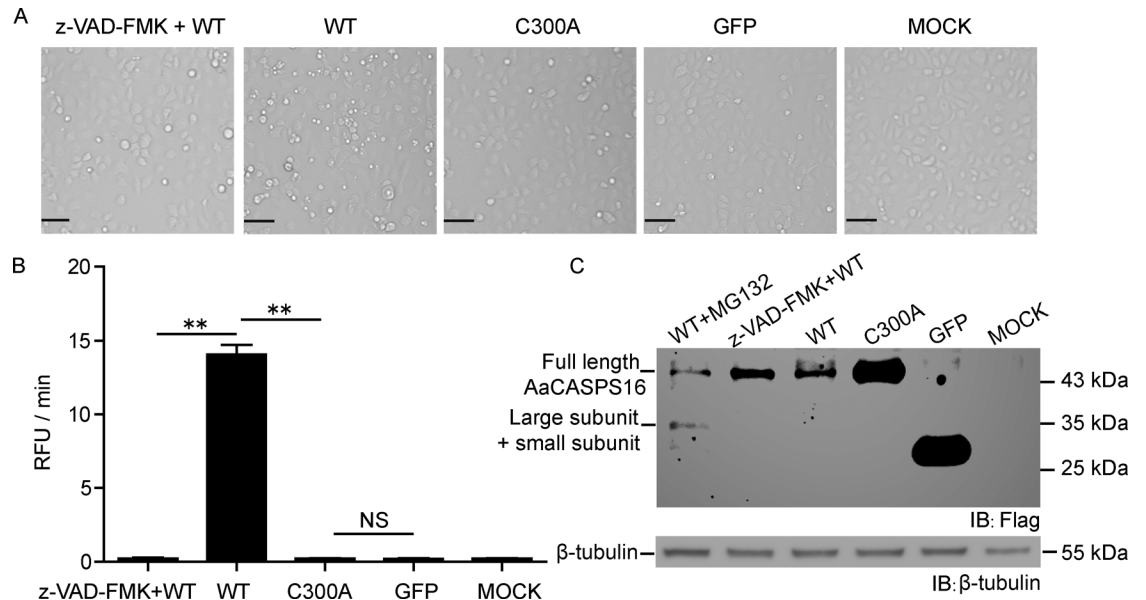 A
z-VAD-FMK + WT WT C300A GFP MOCK
B
20
15
10
5
0
RFU / min
** **
NS
z-VAD-FMK+WT WT C300A GFP MOCK
C
WT+MG132 z-VAD-FMK+WT WT C300A GFP MOCK
Full length
AaCASPS16
Large subunit
+ small subunit
43 kDa
35 kDa
25 kDa
IB: Flag
β-tubulin 55 kDa
IB:β-tubulin